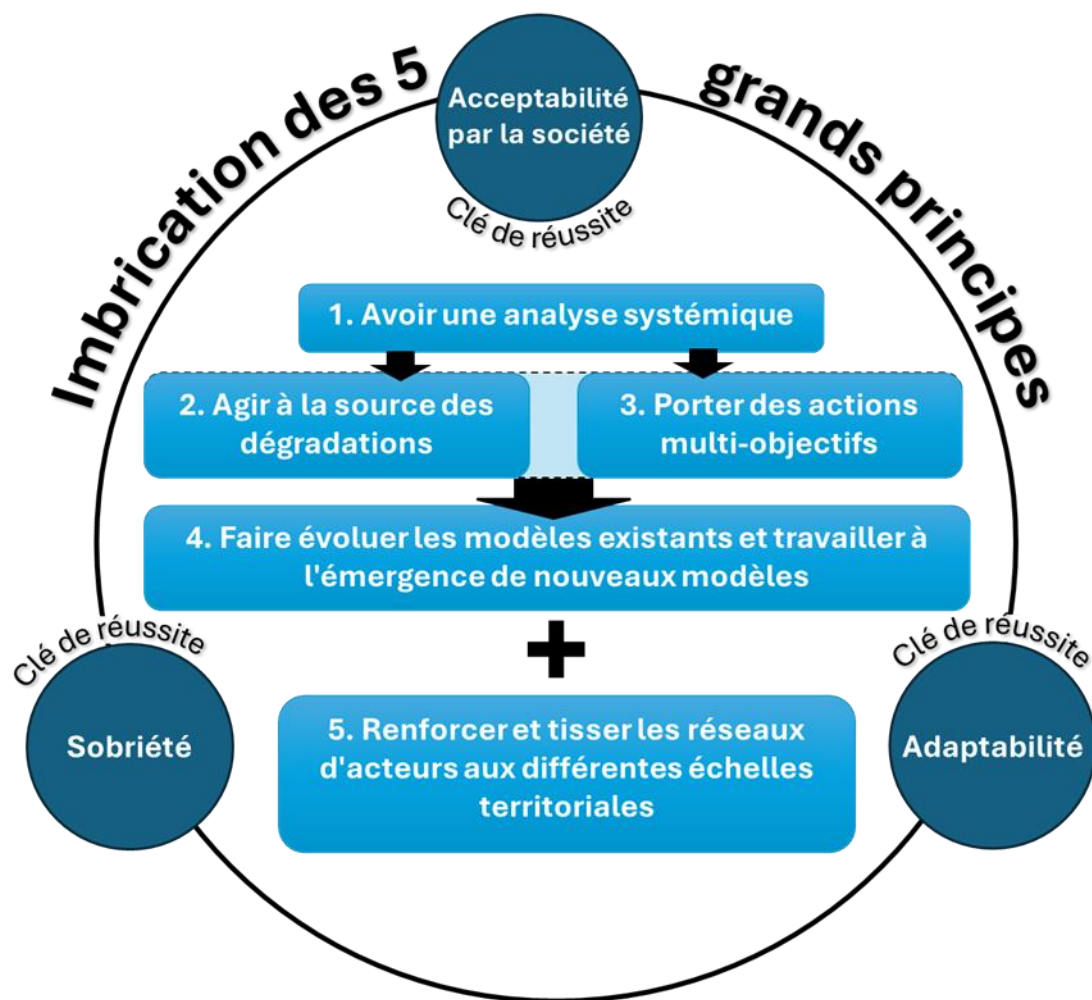 Imbrication des 5
grands principes
Acceptabilité
par la société
Clé de réussite
1. Avoir une analyse systémique
2. Agir à la source des
dégradations
3. Porter des actions
multi-objectifs
4. Faire évoluer les modèles existants et travailler à
l'émergence de nouveaux modèles
+
Clé de réussite
Sobriété
Clé de réussite
Adaptabilité
5. Renforcer et tisser les réseaux
d'acteurs aux différentes échelles
territoriales